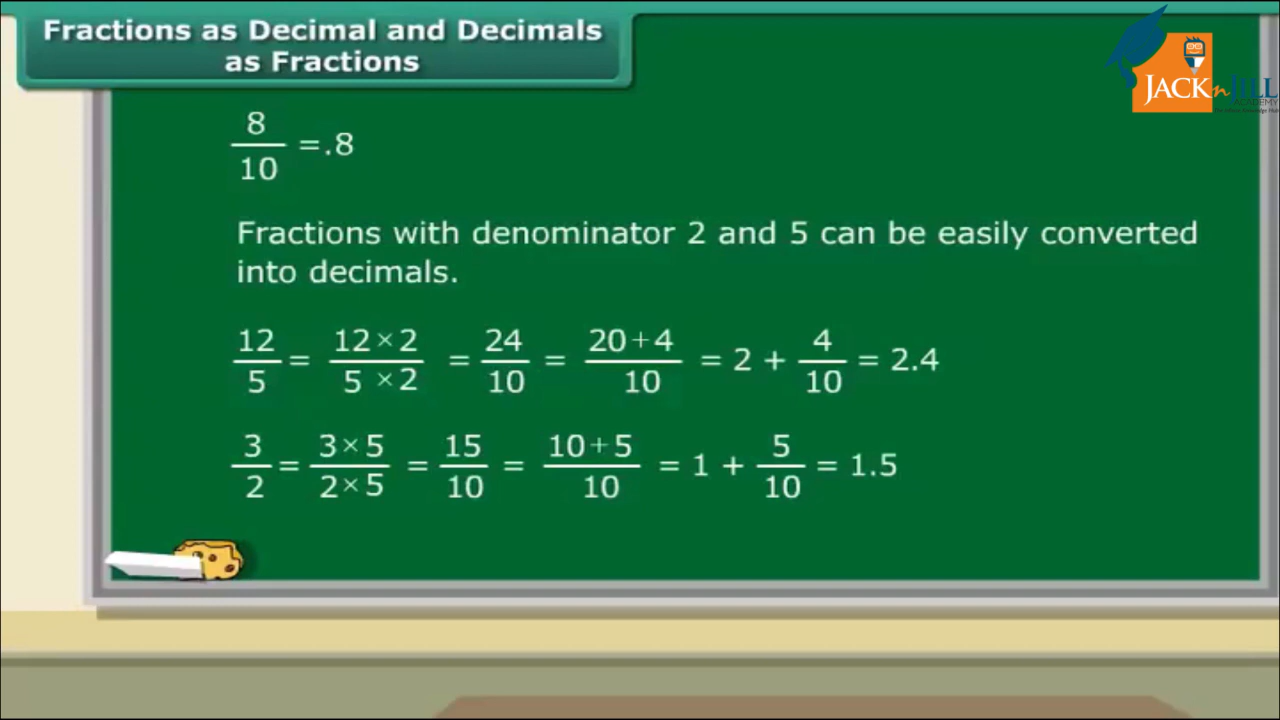 Fractions as Decimal and Decimals
as Fractions
JACK n JILL
ACADEMY
8/10 =.8
Fractions with denominator 2 and 5 can be easily converted
into decimals.
12/5 = 12×2/5 ×2 = 24/10 = 20+4/10 = 2 + 4/10 = 2.4
3/2 = 3×5/2×5 = 15/10 = 10+5/10 = 1 + 5/10 = 1.5